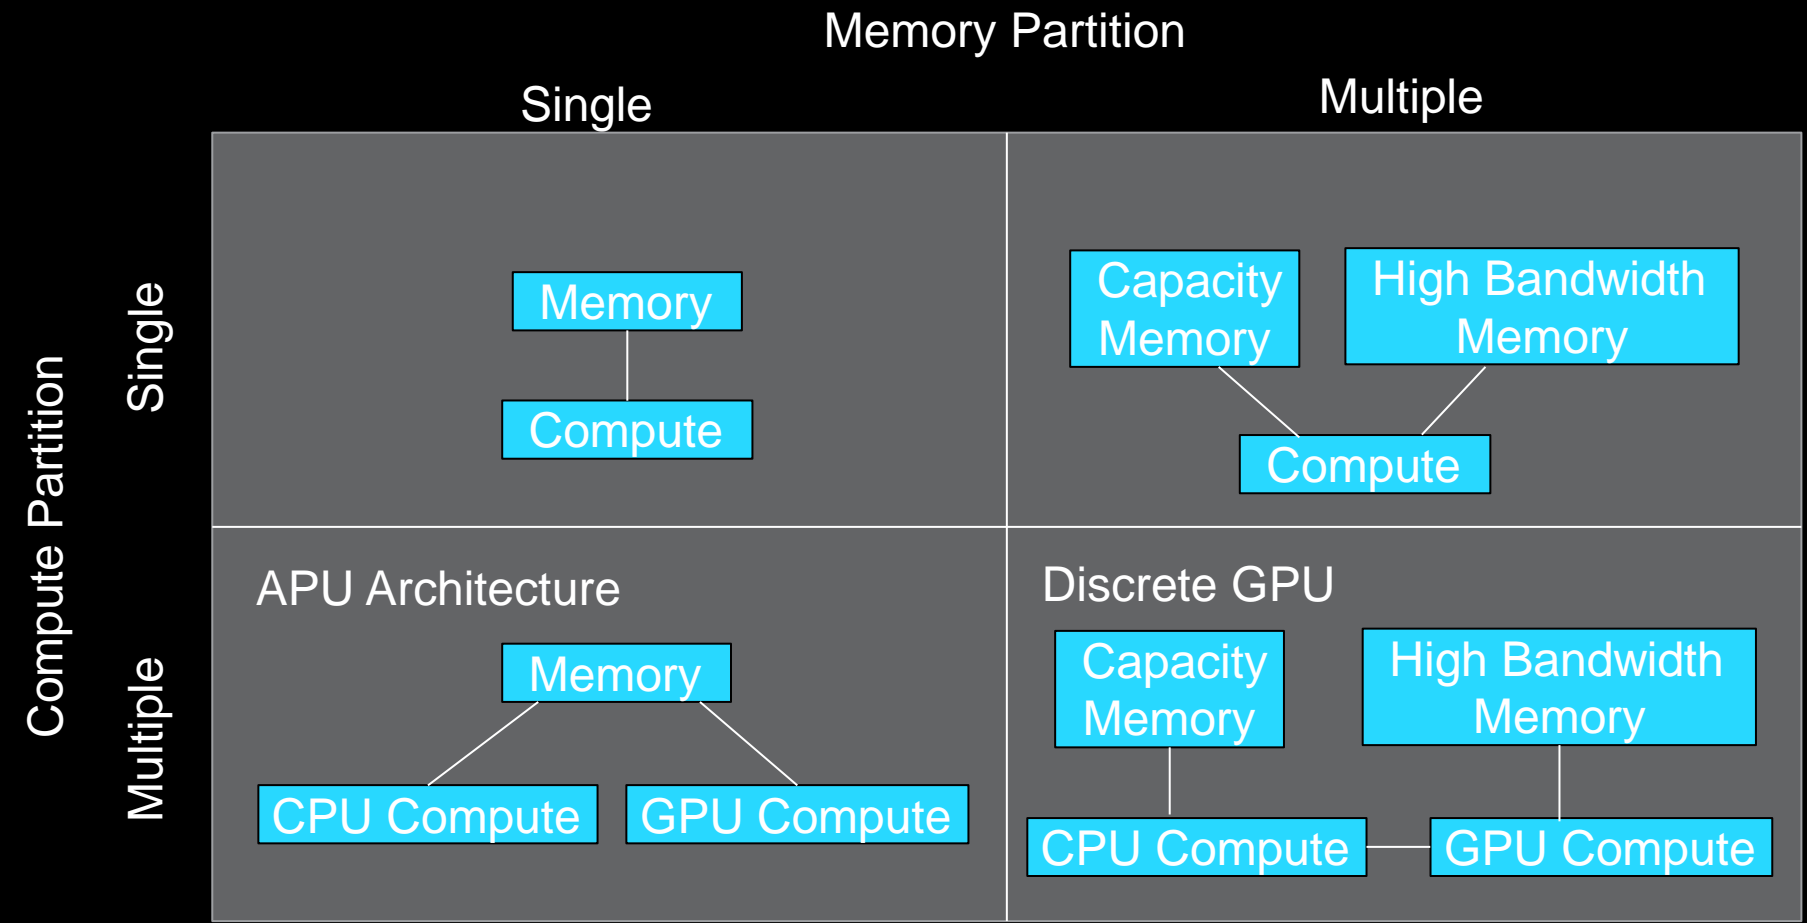 Memory Partition
Single
Multiple
Compute Partition
Single
Memory
Compute
Capacity
Memory
High Bandwidth
Memory
Compute
Multiple
APU Architecture
Memory
CPU Compute
GPU Compute
Discrete GPU
Capacity
Memory
High Bandwidth
Memory
CPU Compute
GPU Compute